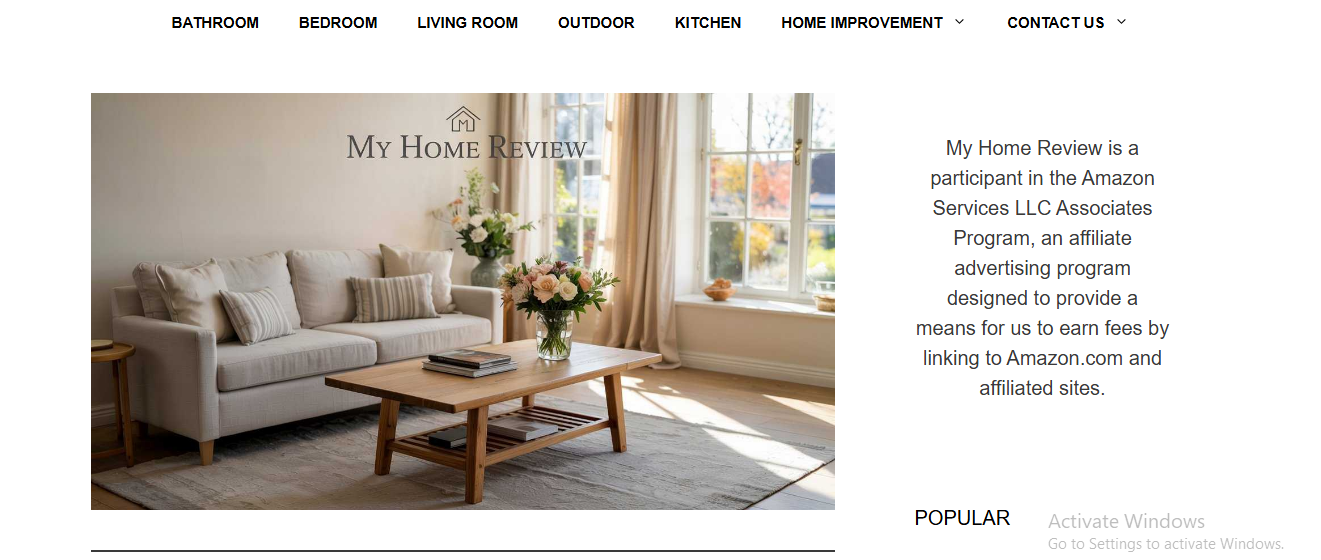 BATHROOM BEDROOM LIVING ROOM OUTDOOR KITCHEN HOME IMPROVEMENT CONTACT US
My Home Review
My Home Review is a
participant in the Amazon
Services LLC Associates
Program, an affiliate
advertising program
designed to provide a
means for us to earn fees by
linking to Amazon.com and
affiliated sites.
POPULAR
Activate Windows
Go to Settings to activate Windows.